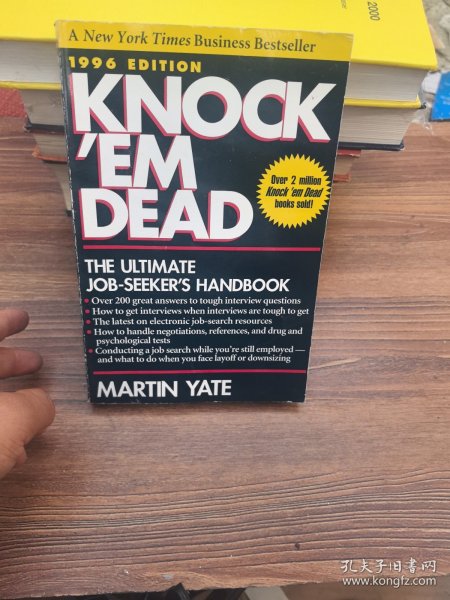 2000
A New York Times Business Bestseller
1996 EDITION
KNOCK
'EM
DEAD
Over 2 million
Knock 'em Dead
books sold!
THE ULTIMATE
JOB-SEEKER'S HANDBOOK
• Over 200 great answers to tough interview questions
• How to get interviews when interviews are tough to get
• The latest on electronic job-search resources
• How to handle negotiations, references, and drug and
psychological tests
• Conducting a job search while you're still employed—
and what to do when you face layoff or downsizing
MARTIN YATE
孔夫子旧书网
www.kongfz.com